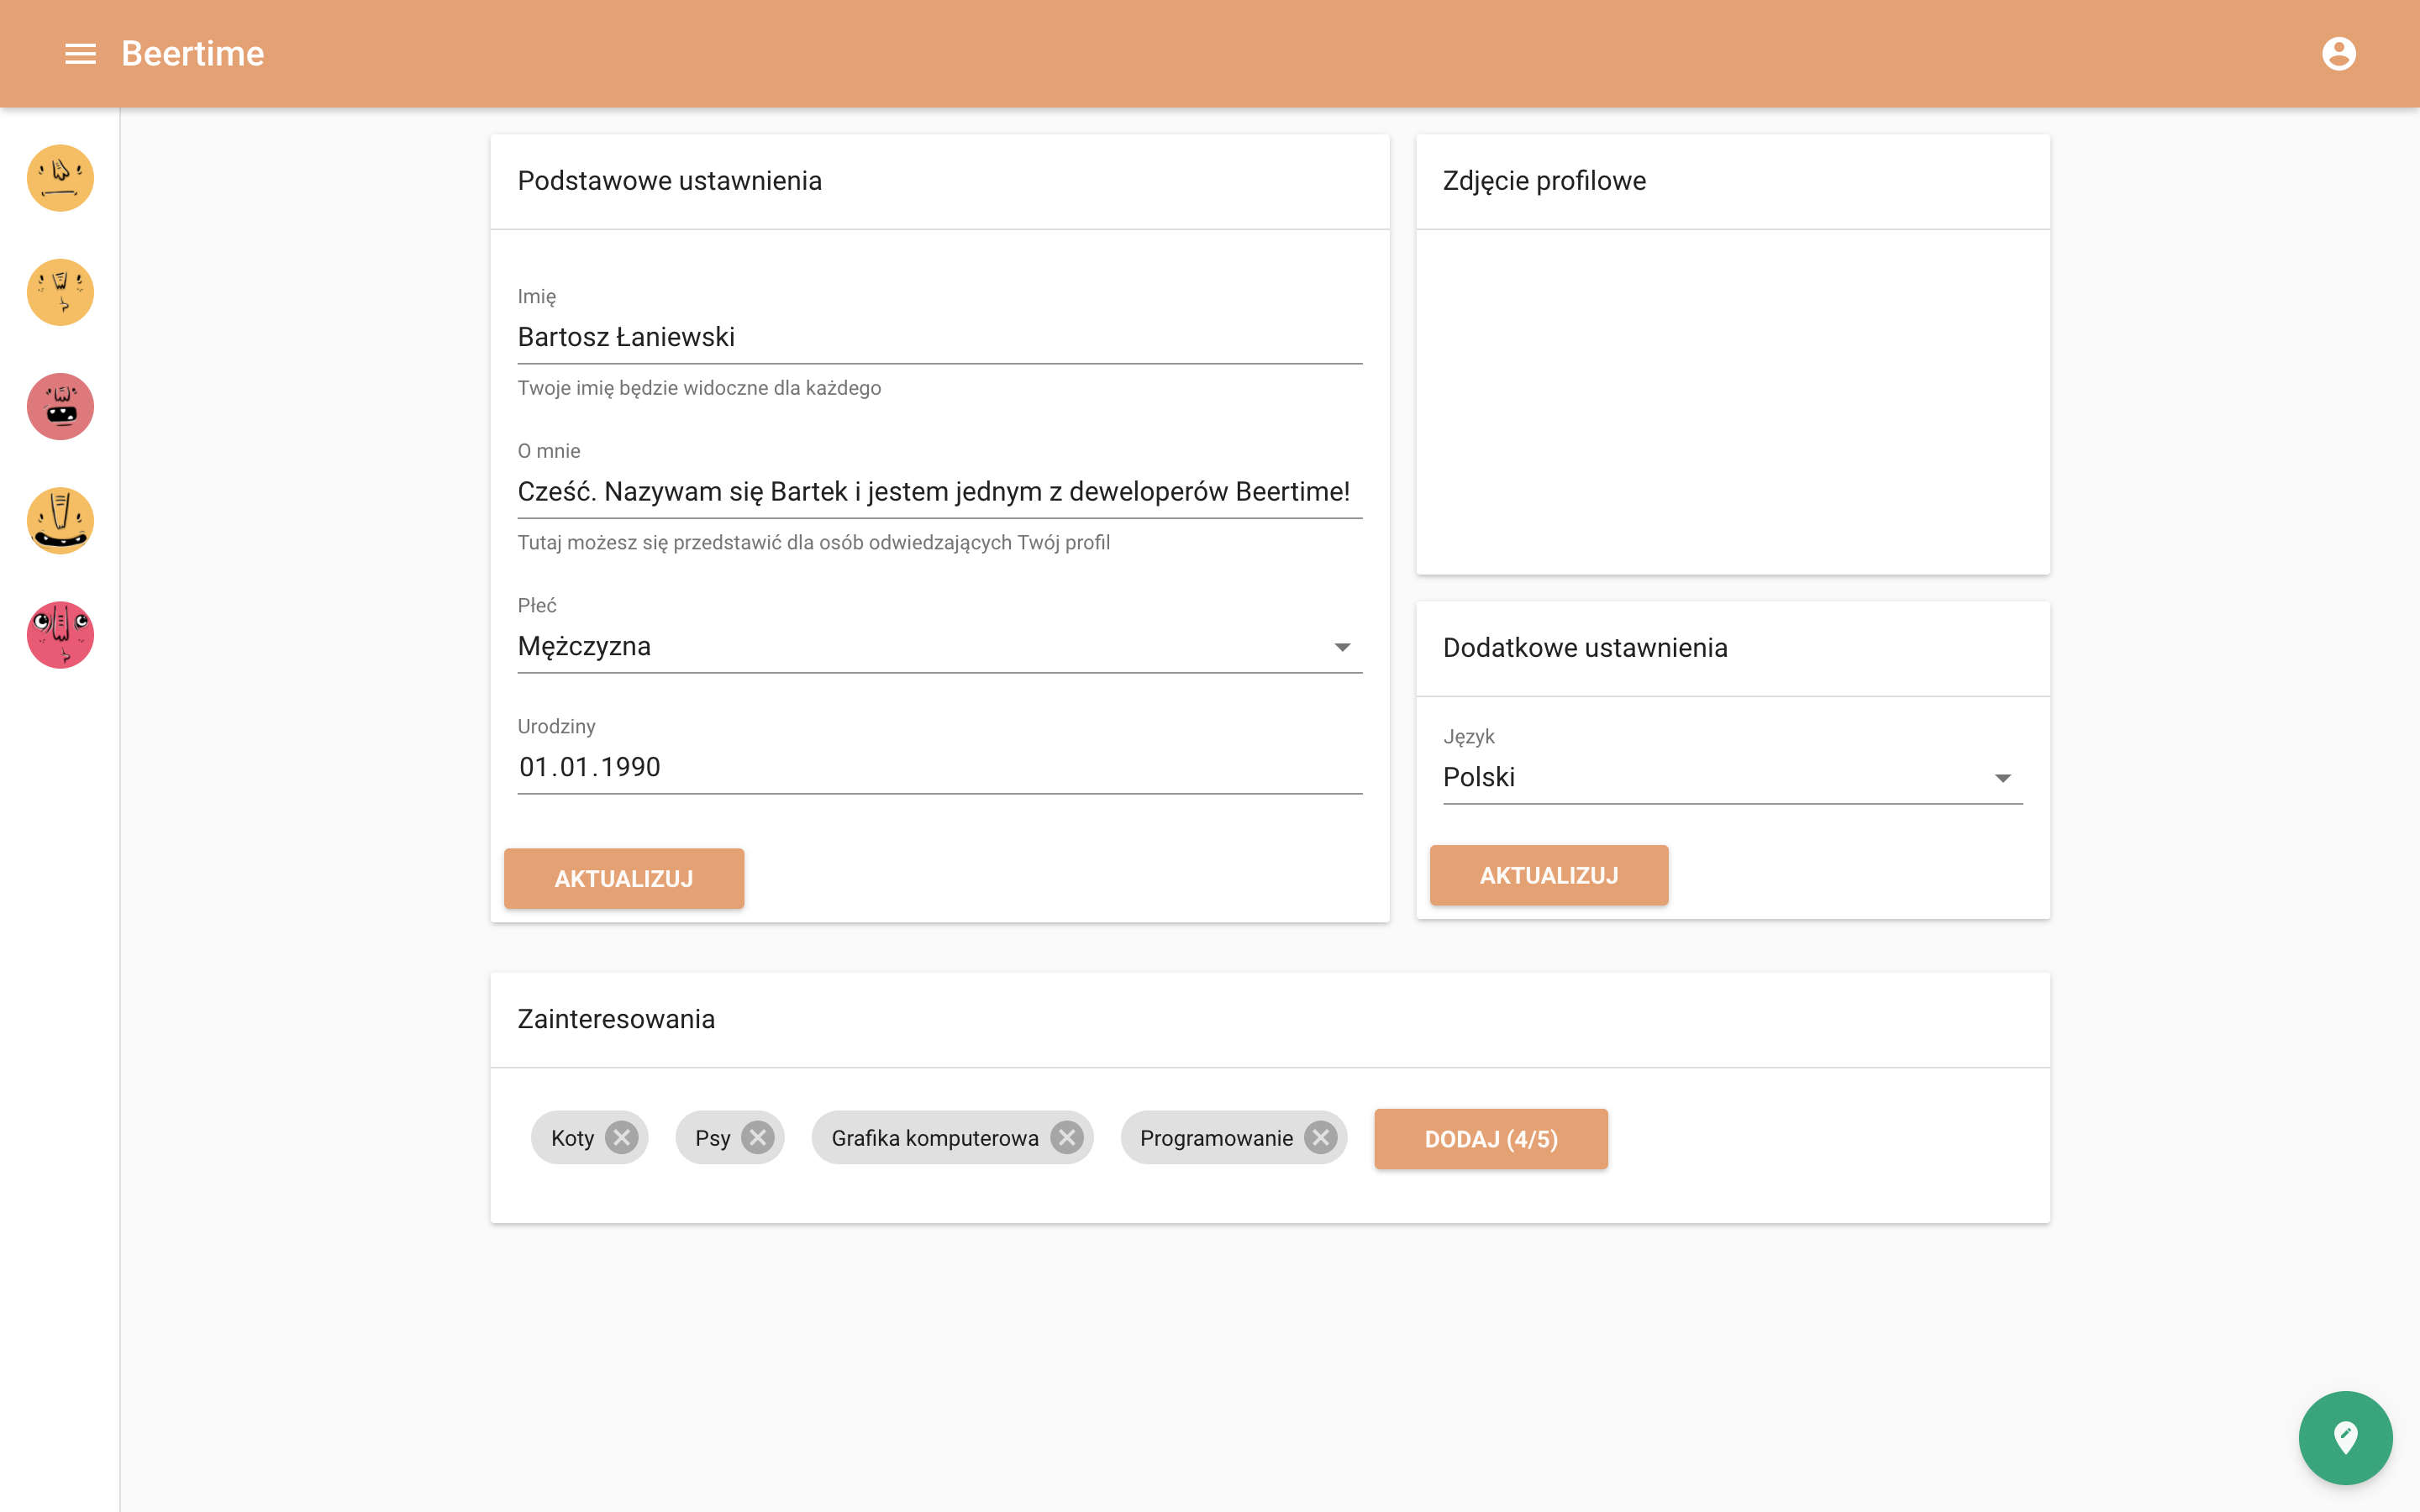 Beertime
Podstawowe ustawnienia
Imię
Bartosz Łaniewski
Twoje imię będzie widoczne dla każdego
O mnie
Cześć. Nazywam się Bartek i jestem jednym z deweloperów Beertime!
Tutaj możesz się przedstawić dla osób odwiedzających Twój profil
Płeć
Mężczyzna
Urodziny
01.01.1990
AKTUALIZUJ
Zdjęcie profilowe
Dodatkowe ustawnienia
Język
Polski
AKTUALIZUJ
Zainteresowania
Koty Psy Grafika komputerowa Programowanie DODAJ (4/5)